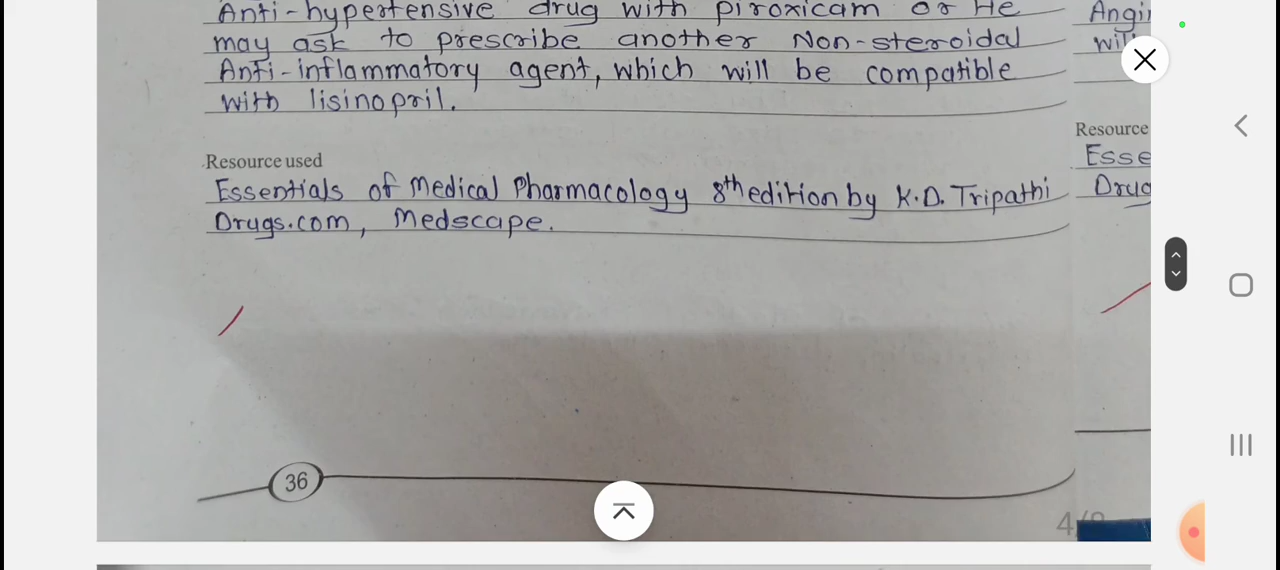 Anti-hypertensive drug with piroxicam or He
may ask to prescribe another Non-steroidal
Anti-inflammatory agent, which will be compatible
with lisinopril.
Resource used
Essentials of Medical Pharmacology 8th edition by K.D. Tripathi
Drugs.com, Medscape.
36
Resource